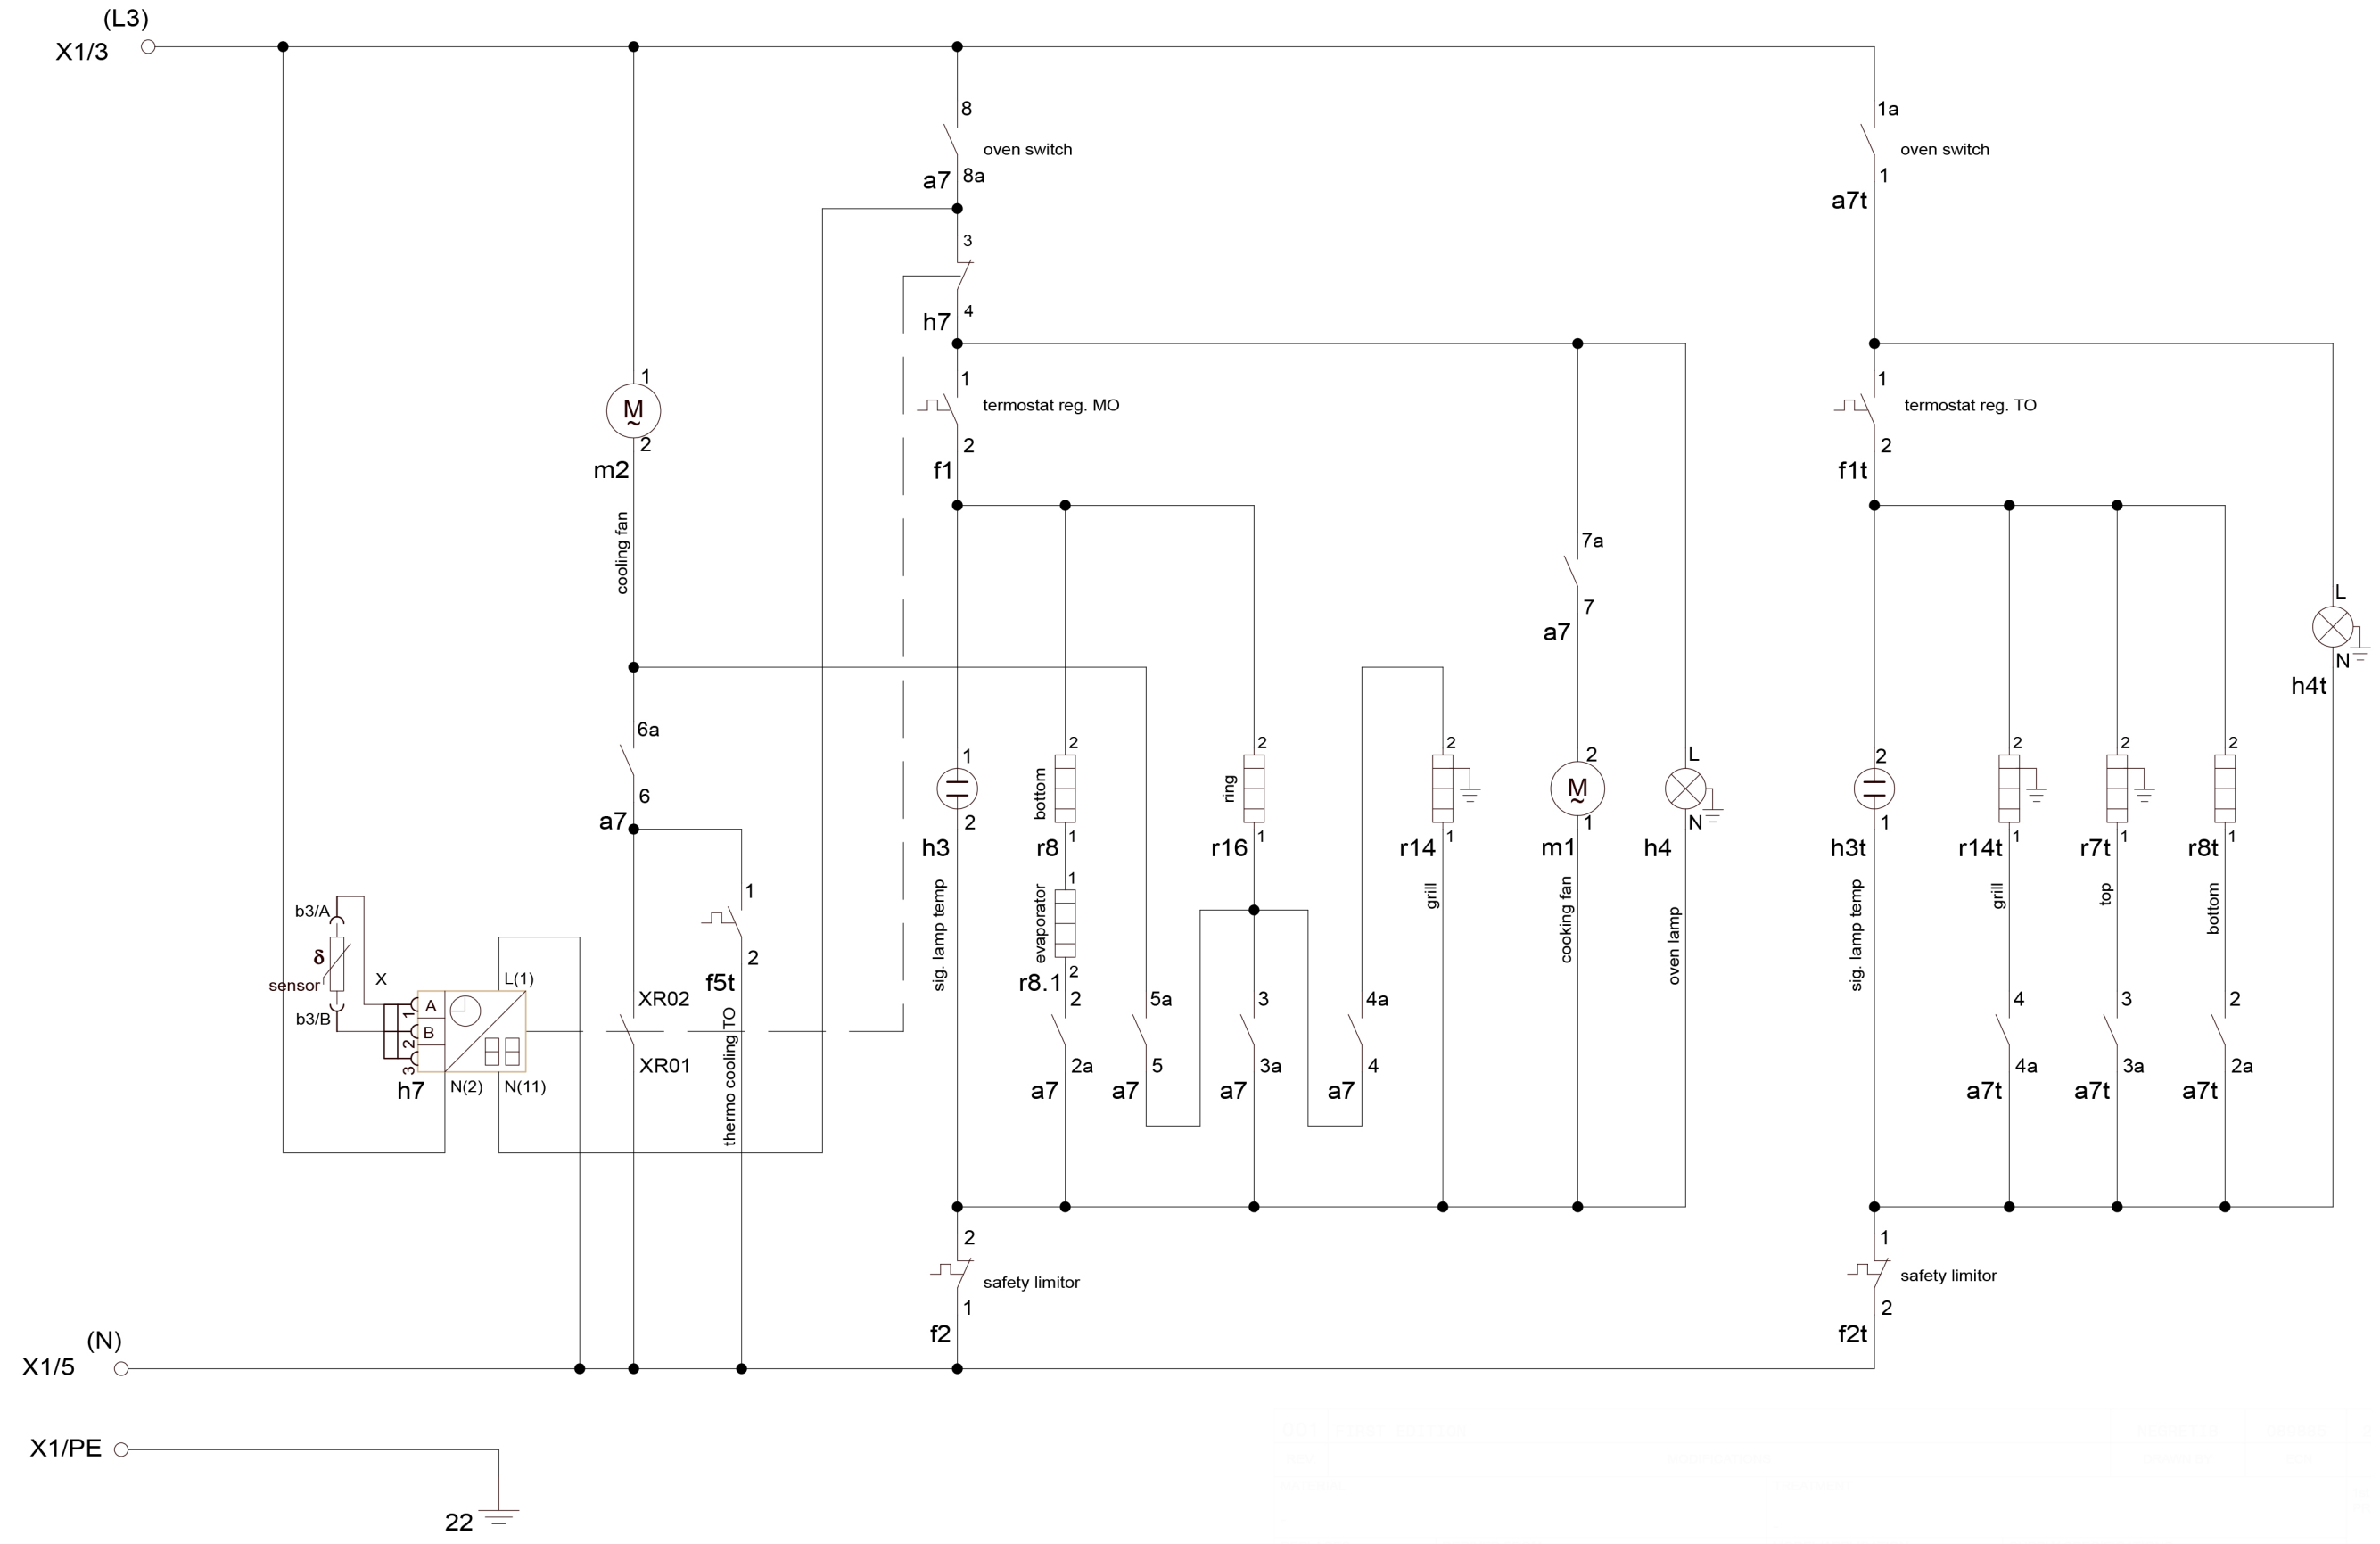 (L3)
X1/3
8
oven switch
a7
8a
1a
oven switch
1
a7t
3
h7
4
1
termostat reg. MO
2
f1
1
termostat reg. TO
2
f1t
1
M
~
2
m2
cooling fan
7a
7
a7
L
N
h4t
6a
6
a7
1
2
h3
sig. lamp temp
2
bottom
1
r8
1
evaporator
2
r8.1
2
ring
1
r16
2
1
r14
grill
2
M
~
1
m1
cooking fan
L
N
h4
oven lamp
2
1
h3t
sig. lamp temp
2
1
r14t
grill
2
1
r7t
top
2
1
r8t
bottom
b3/A
δ
sensor
b3/B
X
A
B
1
2
3
h7
L(1)
N(2)
N(11)
XR02
XR01
1
2
f5t
thermo cooling TO
2
2a
a7
5a
5
a7
3
3a
a7
4a
4
a7
4
4a
a7t
3
3a
a7t
2
2a
a7t
2
safety limitor
1
f2
1
safety limitor
2
f2t
(N)
X1/5
X1/PE
22